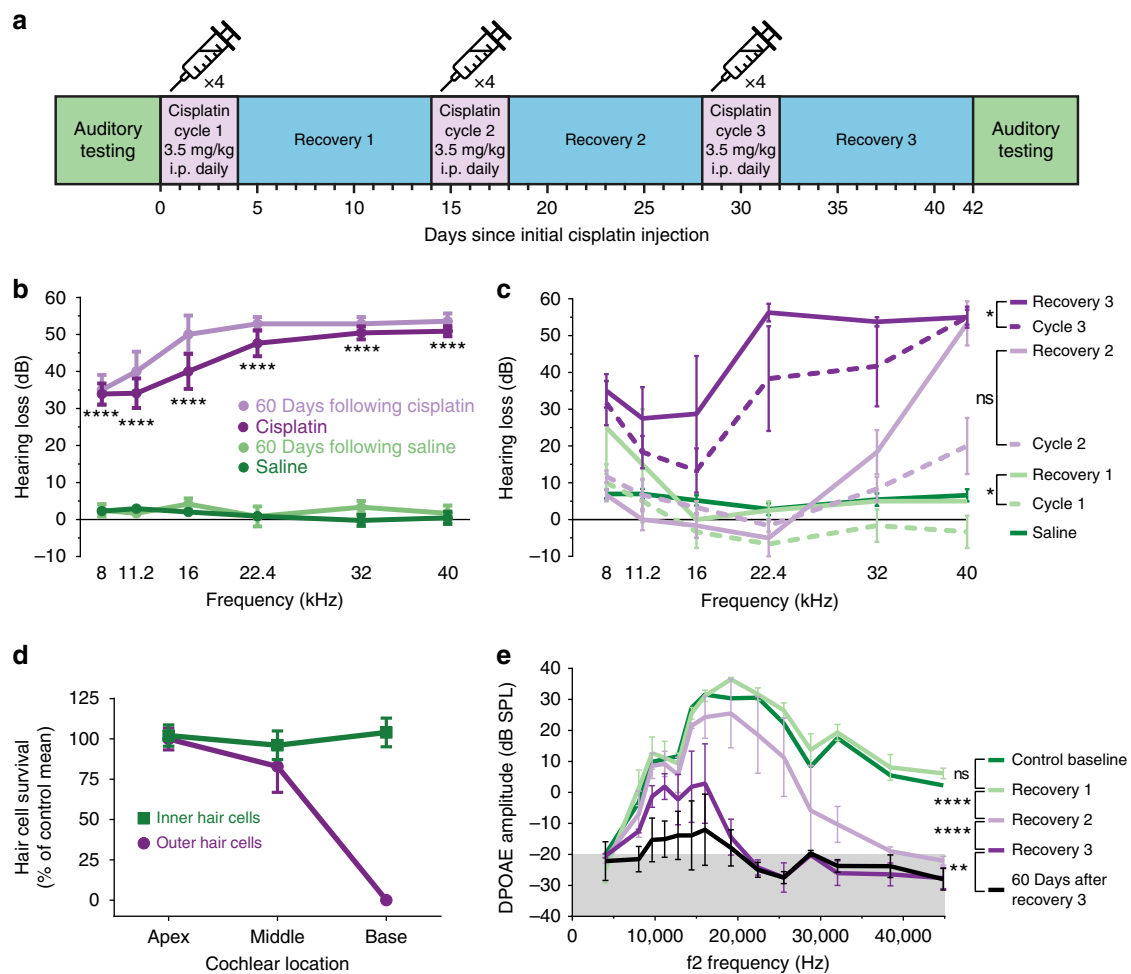 a
×4
×4
×4
Auditory
testing
Cisplatin
cycle 1
3.5 mg/kg
i.p. daily
Recovery 1
Cisplatin
cycle 2
3.5 mg/kg
i.p. daily
Recovery 2
Cisplatin
cycle 3
3.5 mg/kg
i.p. daily
Recovery 3
Auditory
testing
0 5 10 15 20 25 30 35 40 42
Days since initial cisplatin injection
b
Hearing loss (dB)
60
50
40
30
20
10
0
–10
****
****
****
****
****
****
60 Days following cisplatin
Cisplatin
60 Days following saline
Saline
8 11.2 16 22.4 32 40
Frequency (kHz)
c
Hearing loss (dB)
60
50
40
30
20
10
0
–10
8 11.2 16 22.4 32 40
Frequency (kHz)
Recovery 3
*
Cycle 3
Recovery 2
ns
Cycle 2
Recovery 1
*
Cycle 1
Saline
d
Hair cell survival
(% of control mean)
125
100
75
50
25
0
Inner hair cells
Outer hair cells
Apex Middle Base
Cochlear location
e
DPOAE amplitude (dB SPL)
40
30
20
10
0
–10
–20
–30
–40
0 10,000 20,000 30,000 40,000
f2 frequency (Hz)
ns
Control baseline
****
Recovery 1
****
Recovery 2
Recovery 3
**
60 Days after
recovery 3